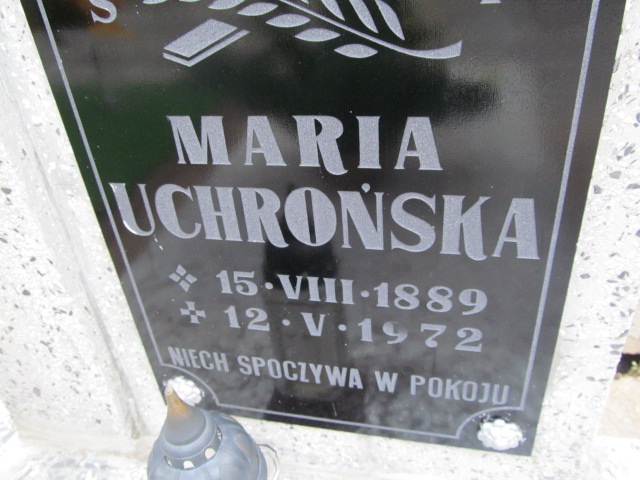 S
MARIA
UCHROŃSKA
15·VIII·1889
12·V·1972
NIECH SPOCZYWA W POKOJU